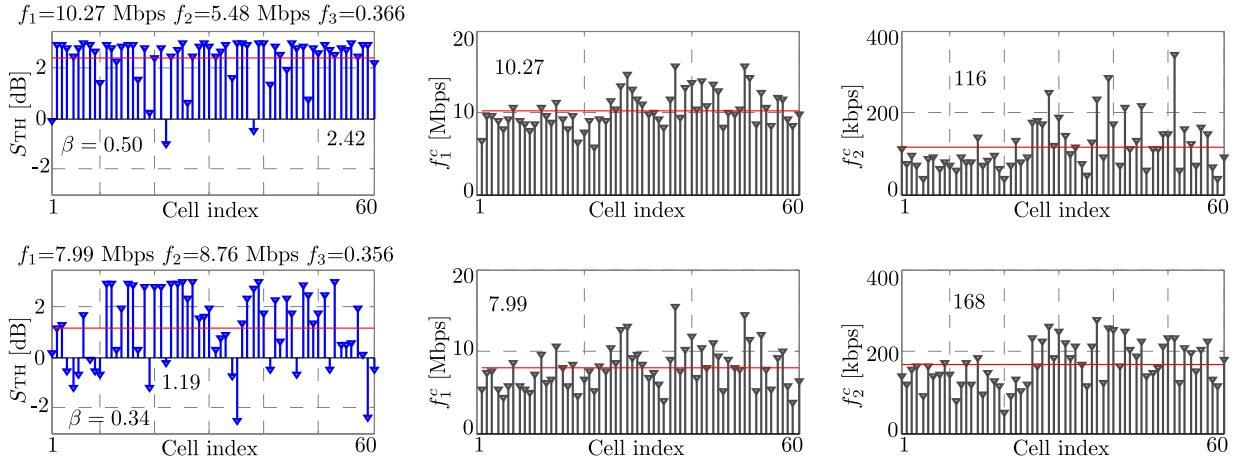 f₁=10.27 Mbps f₂=5.48 Mbps f₃=0.366
S_TH [dB]
2
0
-2
β = 0.50
2.42
1
Cell index
60
f₁ᶜ [Mbps]
20
10
0
10.27
1
Cell index
60
f₂ᶜ [kbps]
400
200
0
116
1
Cell index
60
f₁=7.99 Mbps f₂=8.76 Mbps f₃=0.356
S_TH [dB]
2
0
-2
1.19
β = 0.34
1
Cell index
60
f₁ᶜ [Mbps]
20
10
0
7.99
1
Cell index
60
f₂ᶜ [kbps]
400
200
0
168
1
Cell index
60